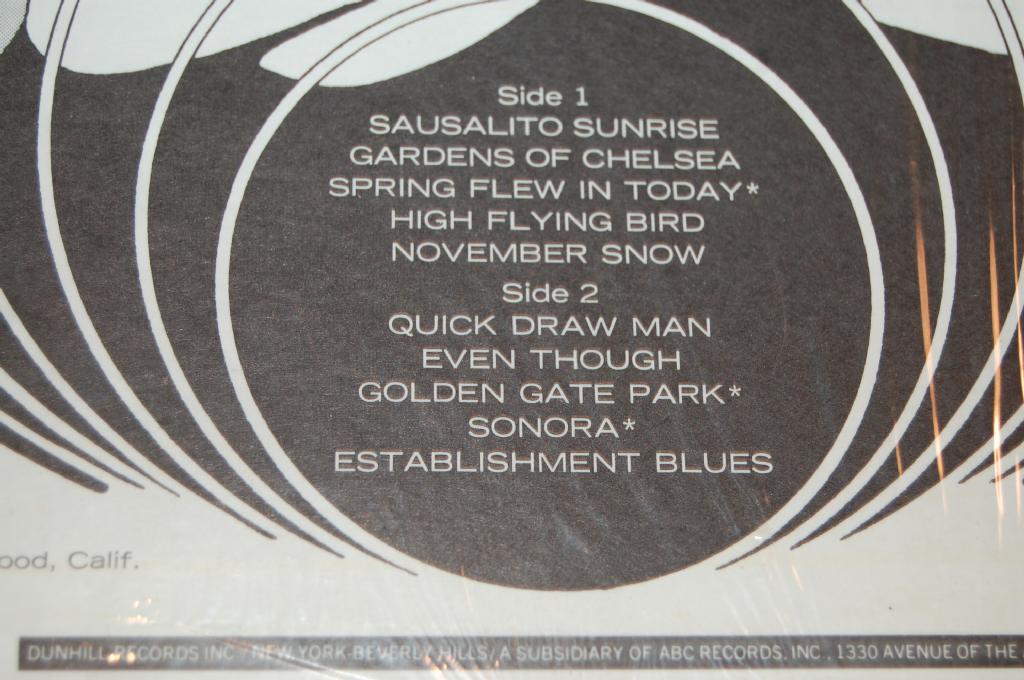 Side 1
SAUSALITO SUNRISE
GARDENS OF CHELSEA
SPRING FLEW IN TODAY*
HIGH FLYING BIRD
NOVEMBER SNOW
Side 2
QUICK DRAW MAN
EVEN THOUGH
GOLDEN GATE PARK*
SONORA*
ESTABLISHMENT BLUES
ood, Calif.
DUNHILL RECORDS INC / NEW YORK-BEVERLY HILLS / A SUBSIDIARY OF ABC RECORDS, INC., 1330 AVENUE OF THE